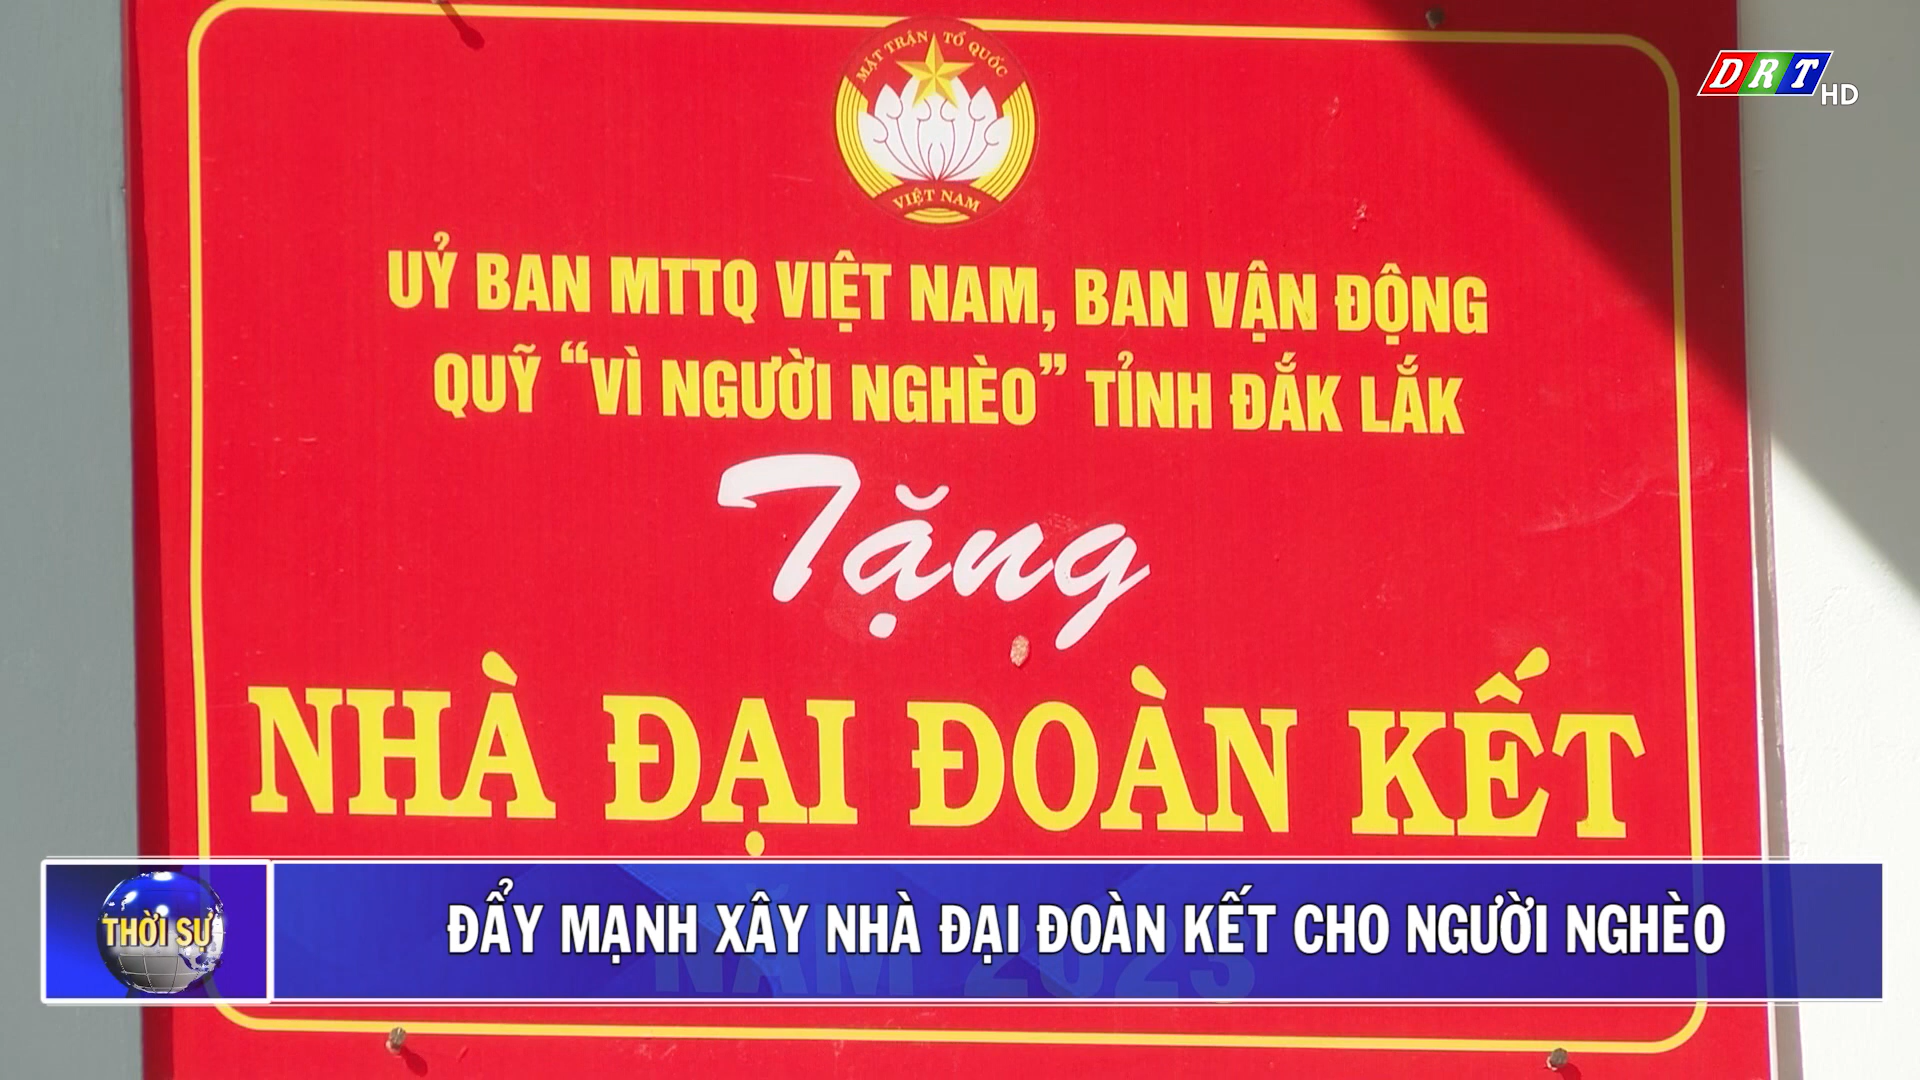 MẶT TRẬN TỔ QUỐC
VIỆT NAM
DRT HD
UỶ BAN MTTQ VIỆT NAM, BAN VẬN ĐỘNG
QUỸ “VÌ NGƯỜI NGHÈO” TỈNH ĐẮK LẮK
Tặng
NHÀ ĐẠI ĐOÀN KẾT
NĂM 2023
THỜI SỰ
ĐẨY MẠNH XÂY NHÀ ĐẠI ĐOÀN KẾT CHO NGƯỜI NGHÈO